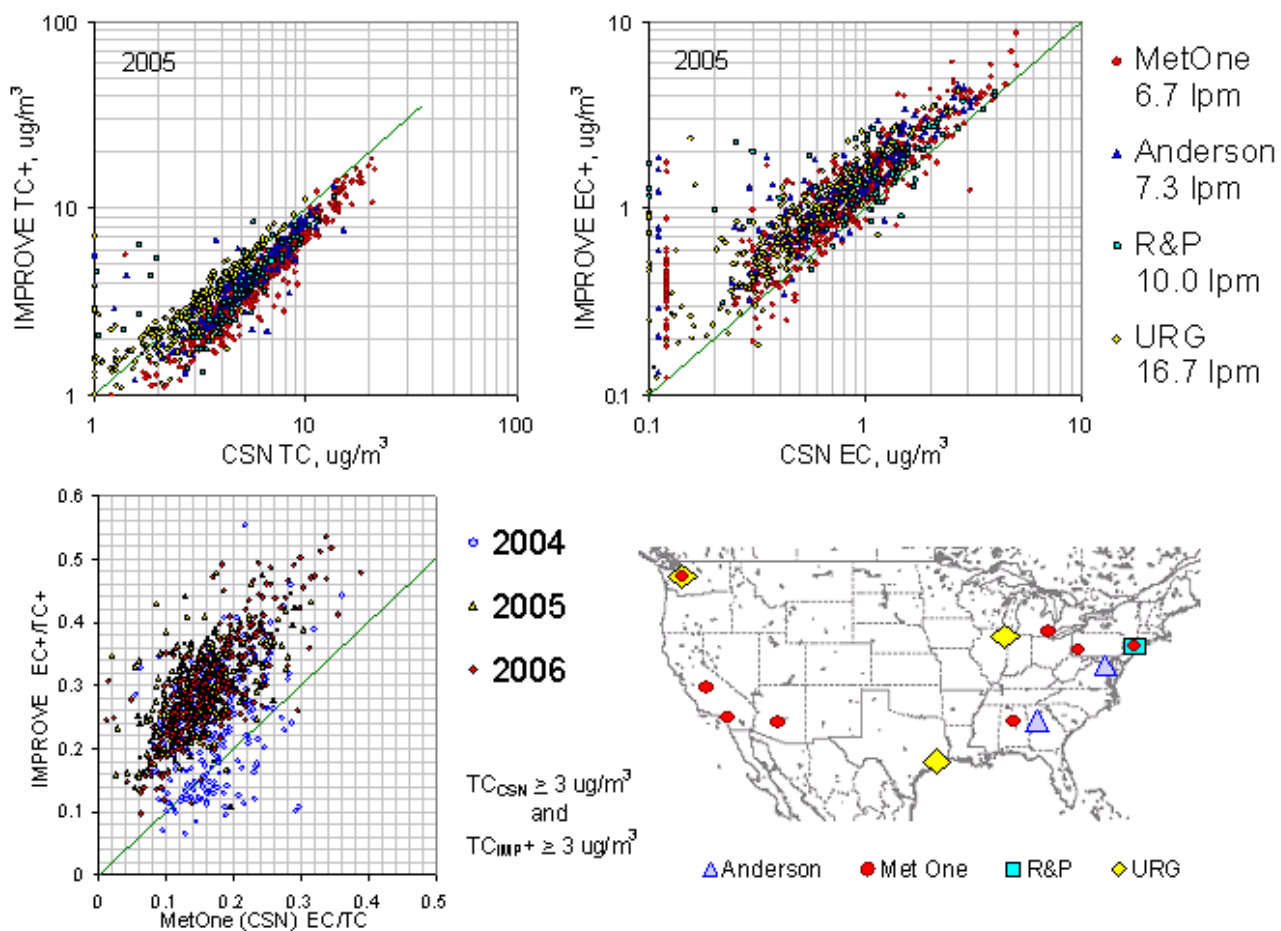 100
10
1
IMPROVE TC+, ug/m³
2005
1
10
100
CSN TC, ug/m³
10
1
0.1
IMPROVE EC+, ug/m³
2005
0.1
1
10
CSN EC, ug/m³
MetOne
6.7 lpm
Anderson
7.3 lpm
R&P
10.0 lpm
URG
16.7 lpm
0.6
0.5
0.4
0.3
0.2
0.1
0
IMPROVE EC+/TC+
0
0.1
0.2
0.3
0.4
0.5
MetOne (CSN) EC/TC
2004
2005
2006
TCCSN ≥ 3 ug/m³
and
TCIMP+ ≥ 3 ug/m³
Anderson
Met One
R&P
URG